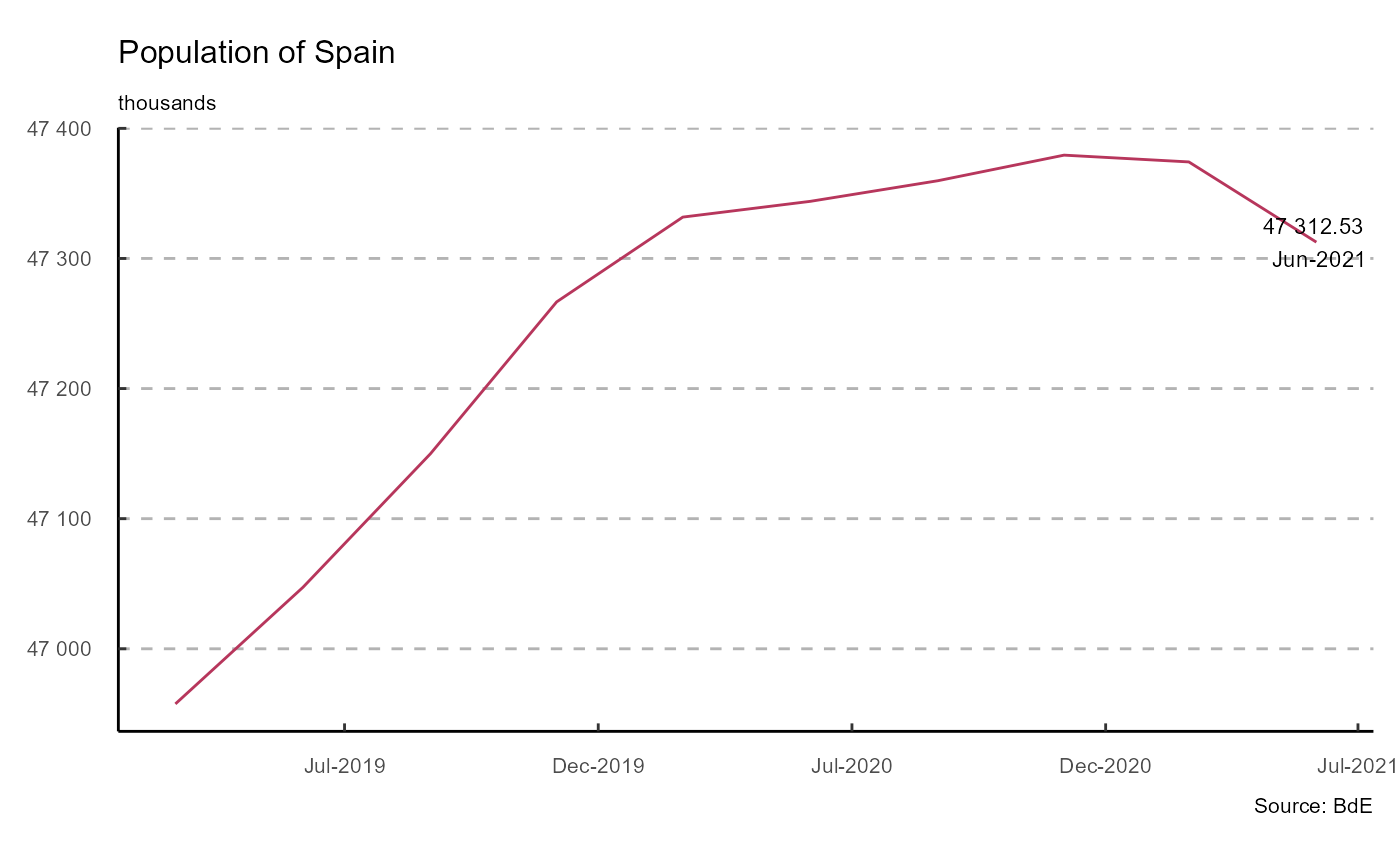 Population of Spain
thousands
47 400
47 300
47 200
47 100
47 000
47 312.53
Jun-2021
Jul-2019
Dec-2019
Jul-2020
Dec-2020
Jul-2021
Source: BdE